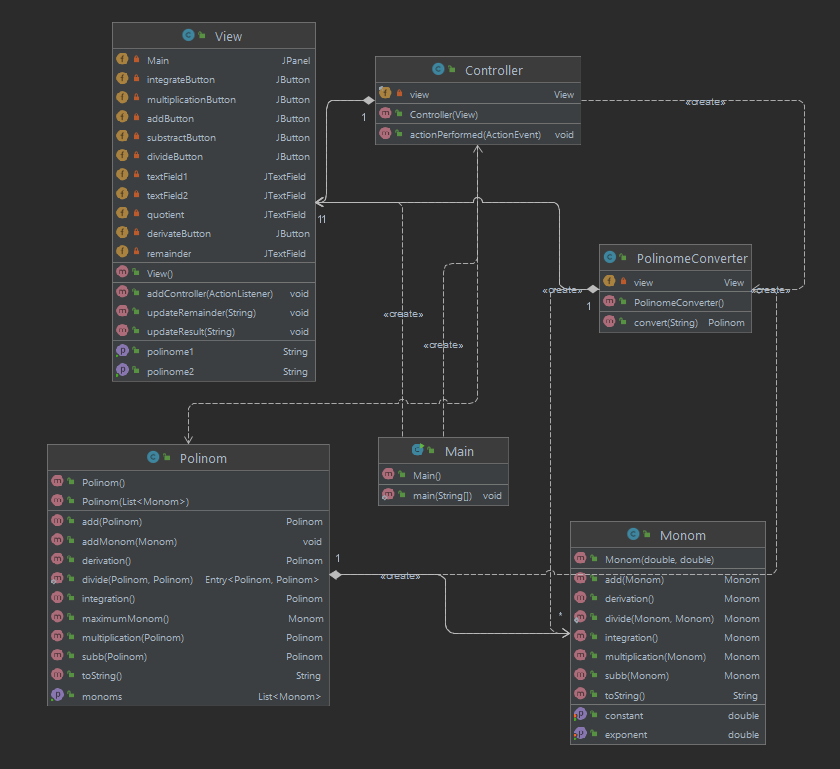 View
Main JPanel
integrateButton JButton
multiplicationButton JButton
addButton JButton
substractButton JButton
divideButton JButton
textField1 JTextField
textField2 JTextField
quotient JTextField
derivateButton JButton
remainder JTextField
View()
addController(ActionListener) void
updateRemainder(String) void
updateResult(String) void
polinome1 String
polinome2 String
Controller
view View
Controller(View)
actionPerformed(ActionEvent) void
«create»
1
11
PolinomeConverter
view View
PolinomeConverter()
convert(String) Polinom
«create»
«create»
1
«create»
«create»
Polinom
Polinom()
Polinom(List<Monom>)
add(Polinom) Polinom
addMonom(Monom) void
derivation() Polinom
divide(Polinom, Polinom) Entry<Polinom, Polinom>
integration() Polinom
maximumMonom() Monom
multiplication(Polinom) Polinom
subb(Polinom) Polinom
toString() String
monoms List<Monom>
Main
Main()
main(String[]) void
1
«create»
*
Monom
Monom(double, double)
add(Monom) Monom
derivation() Monom
divide(Monom, Monom) Monom
integration() Monom
multiplication(Monom) Monom
subb(Monom) Monom
toString() String
constant double
exponent double